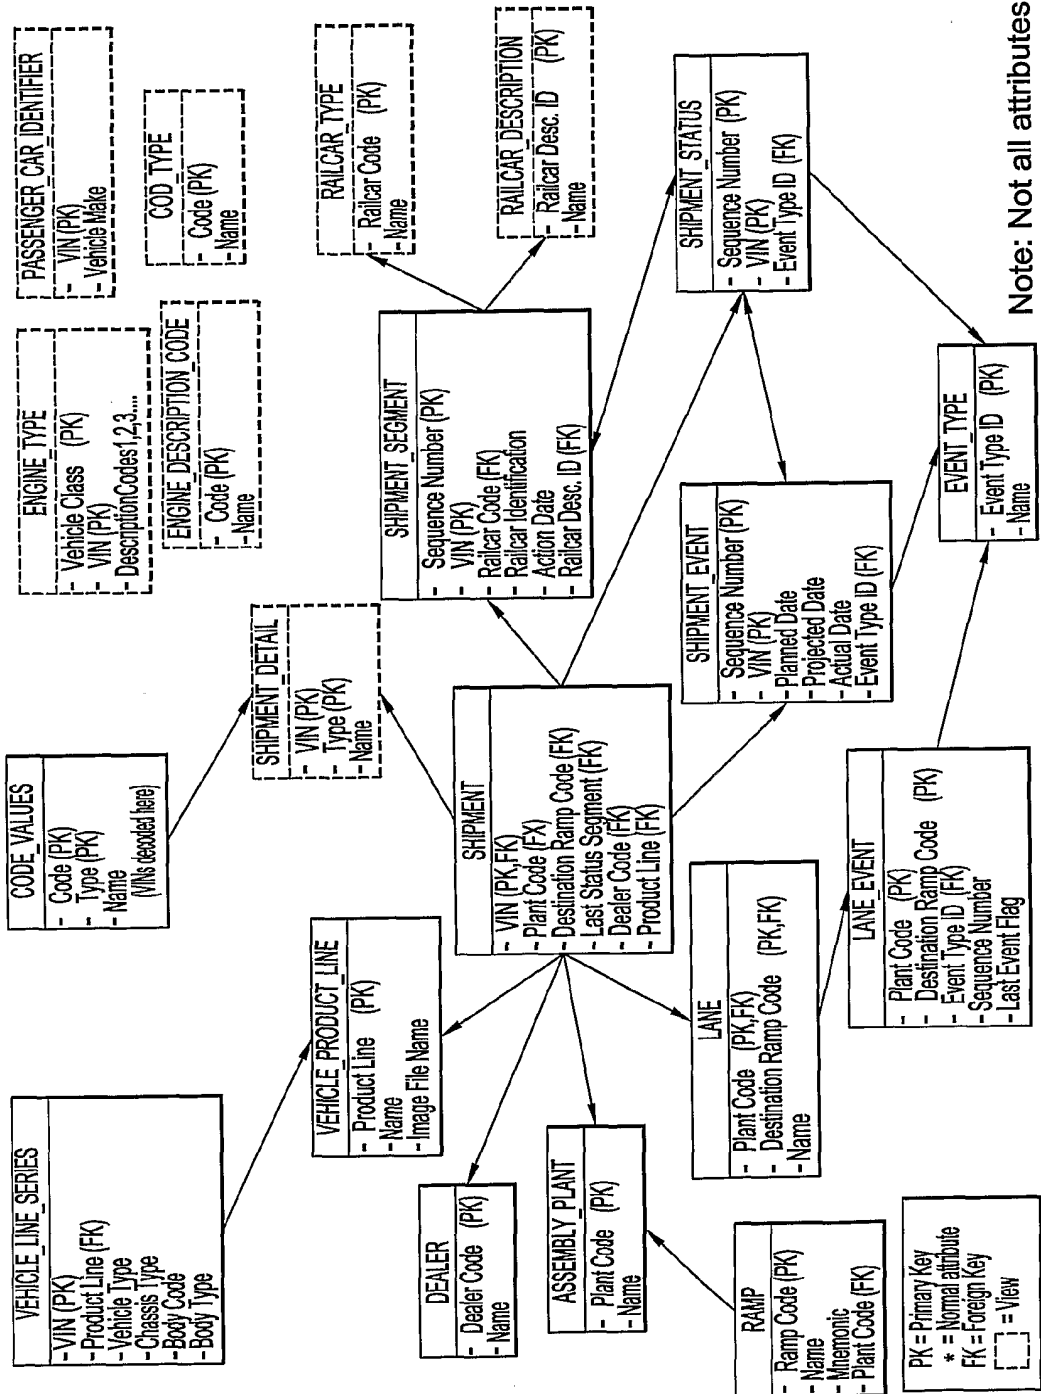 VEHICLE_LINE_SERIES
- VIN (PK)
- Product Line (FK)
- Vehicle Type
- Chassis Type
- Body Code
- Body Type
CODE_VALUES
- Code (PK)
- Type (PK)
- Name
(VINs decoded here)
ENGINE_TYPE
- Vehicle Class (PK)
- VIN (PK)
- DescriptionCodes1,2,3....
PASSENGER_CAR_IDENTIFIER
- VIN (PK)
- Vehicle Make
ENGINE_DESCRIPTION_CODE
- Code (PK)
- Name
COD_TYPE
- Code (PK)
- Name
VEHICLE_PRODUCT_LINE
- Product Line (PK)
- Name
- Image File Name
SHIPMENT_DETAIL
- VIN (PK)
- Type (PK)
- Name
RAILCAR_TYPE
- Railcar Code (PK)
- Name
DEALER
- Dealer Code (PK)
- Name
SHIPMENT
- VIN (PK,FK)
- Plant Code (FX)
- Destination Ramp Code (FK)
- Last Status Segment (FK)
- Dealer Code (FK)
- Product Line (FK)
SHIPMENT_SEGMENT
- Sequence Number (PK)
- VIN (PK)
- Railcar Code (FK)
- Railcar Identification
- Action Date
- Railcar Desc. ID (FK)
RAILCAR_DESCRIPTION
- Railcar Desc. ID (PK)
- Name
ASSEMBLY_PLANT
- Plant Code (PK)
- Name
LANE
- Plant Code (PK,FK)
- Destination Ramp Code (PK,FK)
- Name
SHIPMENT_EVENT
- Sequence Number (PK)
- VIN (PK)
- Planned Date
- Projected Date
- Actual Date
- Event Type ID (FK)
SHIPMENT_STATUS
- Sequence Number (PK)
- VIN (PK)
- Event Type ID (FK)
RAMP
- Ramp Code (PK)
- Name
- Mnemonic
- Plant Code (FK)
LANE_EVENT
- Plant Code (PK)
- Destination Ramp Code (PK)
- Event Type ID (FK)
- Sequence Number
- Last Event Flag
EVENT_TYPE
- Event Type ID (PK)
- Name
PK = Primary Key
* = Normal attribute
FK = Foreign Key
= View
Note: Not all attributes